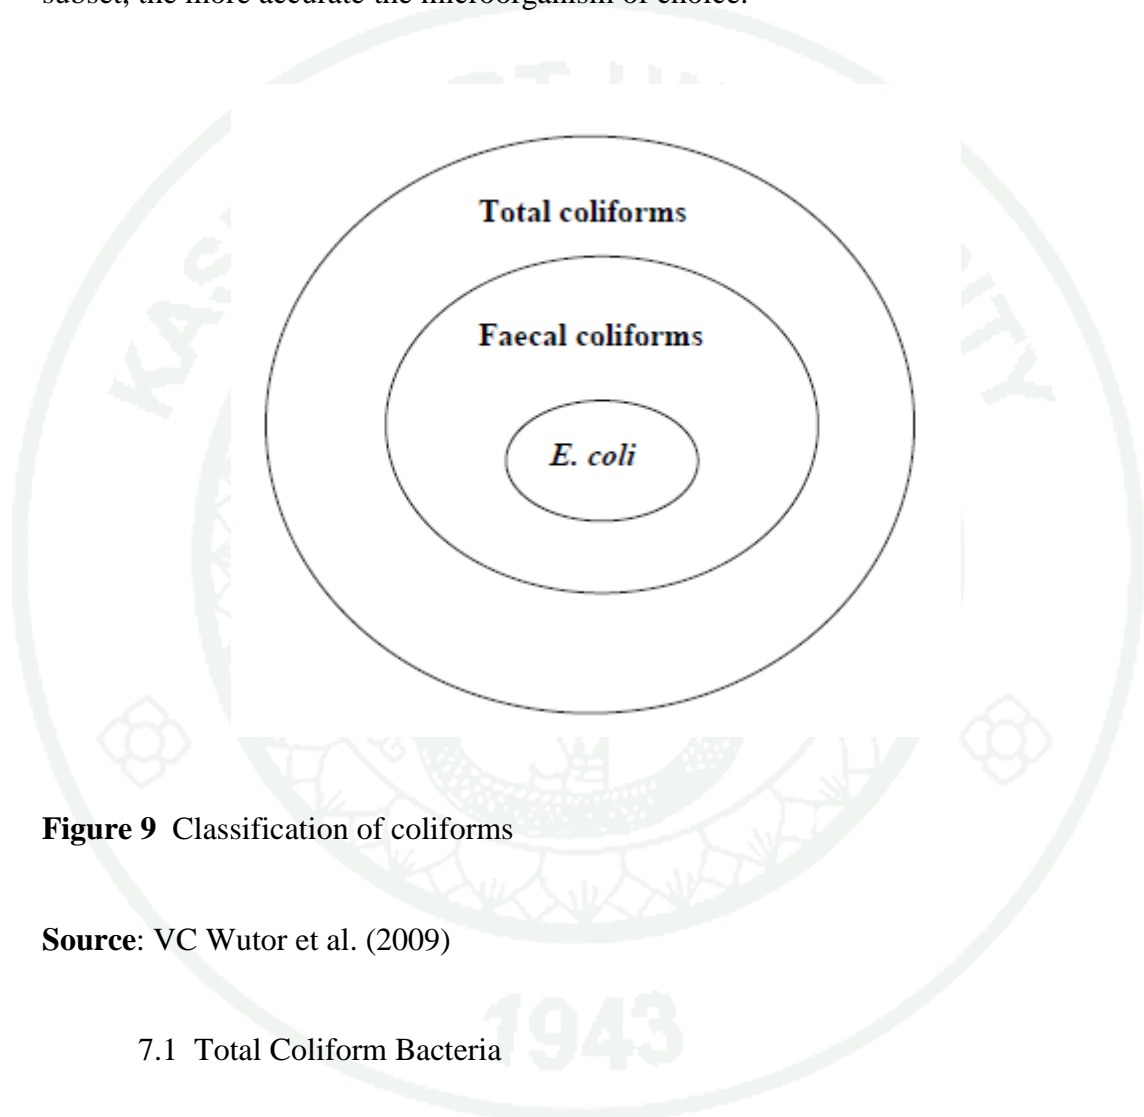 subset, the more accurate the microorganism of choice.
Total coliforms
Faecal coliforms
E. coli
Figure 9 Classification of coliforms
Source: VC Wutor et al. (2009)
7.1 Total Coliform Bacteria
1943